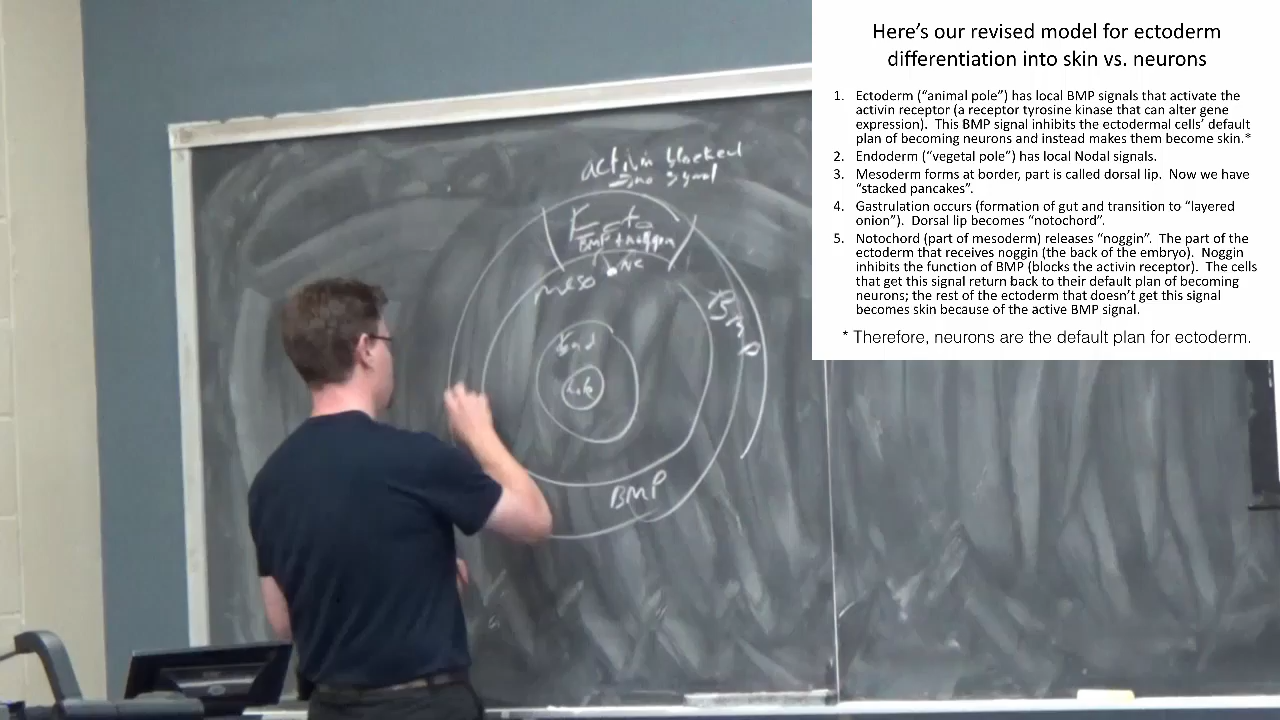 Here's our revised model for ectoderm
differentiation into skin vs. neurons
1. Ectoderm ("animal pole") has local BMP signals that activate the
activin receptor (a receptor tyrosine kinase that can alter gene
expression). This BMP signal inhibits the ectodermal cells' default
plan of becoming neurons and instead makes them become skin.*
2. Endoderm ("vegetal pole") has local Nodal signals.
3. Mesoderm forms at border, part is called dorsal lip. Now we have
"stacked pancakes".
4. Gastrulation occurs (formation of gut and transition to "layered
onion"). Dorsal lip becomes "notochord".
5. Notochord (part of mesoderm) releases "noggin". The part of the
ectoderm that receives noggin (the back of the embryo). Noggin
inhibits the function of BMP (blocks the activin receptor). The cells
that get this signal return back to their default plan of becoming
neurons; the rest of the ectoderm that doesn't get this signal
becomes skin because of the active BMP signal.
* Therefore, neurons are the default plan for ectoderm.
activin blocked
no signal
Ecto
BMP + noggin
NC
meso
BMP
End
BMP